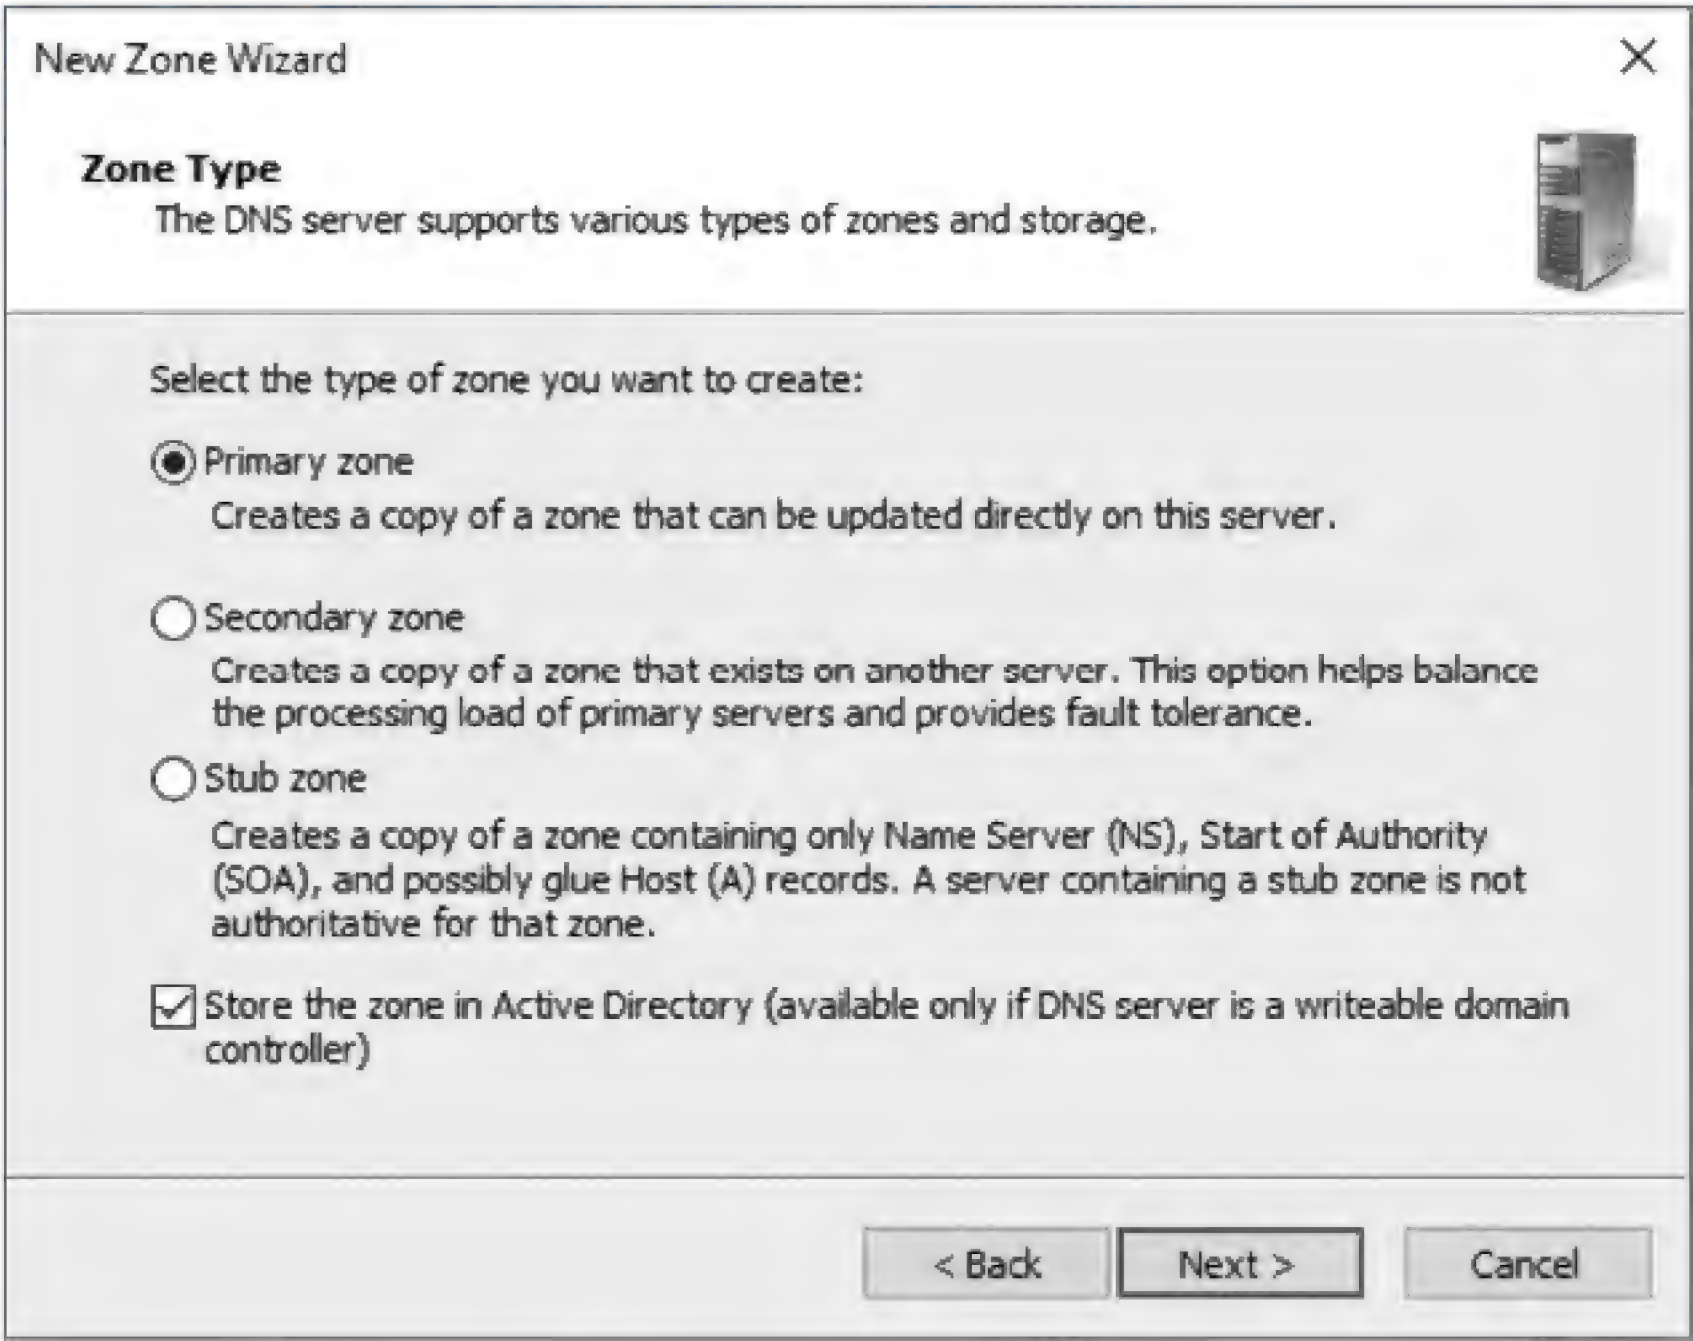 New Zone Wizard
Zone Type
The DNS server supports various types of zones and storage.
Select the type of zone you want to create:
Primary zone
Creates a copy of a zone that can be updated directly on this server.
Secondary zone
Creates a copy of a zone that exists on another server. This option helps balance
the processing load of primary servers and provides fault tolerance.
Stub zone
Creates a copy of a zone containing only Name Server (NS), Start of Authority
(SOA), and possibly glue Host (A) records. A server containing a stub zone is not
authoritative for that zone.
Store the zone in Active Directory (available only if DNS server is a writeable domain
controller)
< Back Next > Cancel